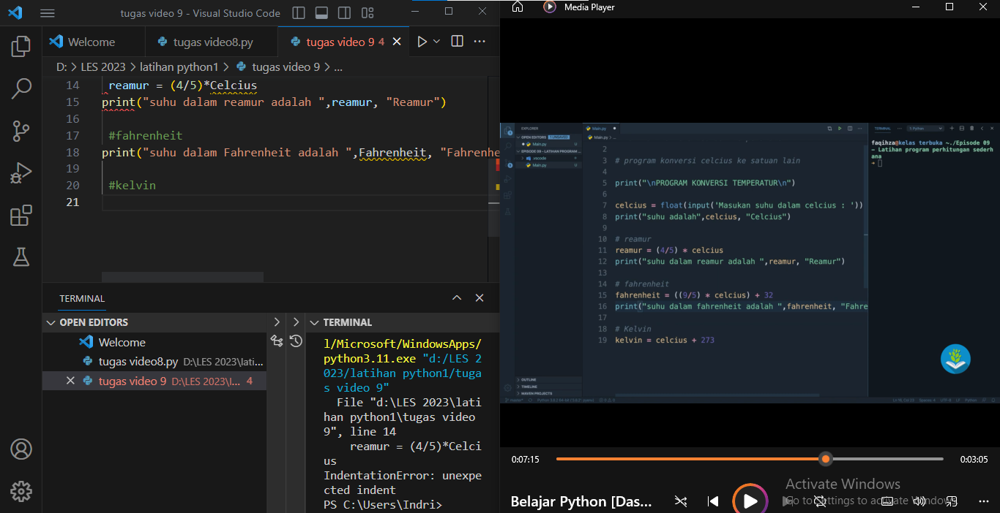 tugas video 9 - Visual Studio Code
Welcome
tugas video8.py
tugas video 9 4
D: > LES 2023 > latihan python1 > tugas video 9 > ...
14 reamur = (4/5)*Celcius
15 print("suhu dalam reamur adalah ",reamur, "Reamur")
16
17 #fahrenheit
18 print("suhu dalam Fahrenheit adalah ",Fahrenheit, "Fahrenhe
19
20 #kelvin
21
TERMINAL
OPEN EDITORS
Welcome
tugas video8.py D:\LES 2023\lati...
tugas video 9 D:\LES 2023\l... 4
TERMINAL
l/Microsoft/WindowsApps/
python3.11.exe "d:/LES 2
023/latihan python1/tuga
s video 9"
File "d:\LES 2023\lati
han python1\tugas video
9", line 14
reamur = (4/5)*Celci
us
IndentationError: unexpe
cted indent
PS C:\Users\Indri>
Media Player
EXPLORER
OPEN EDITORS
Main.py U
EPISODE 09 - LATIHAN PROGRAM ...
.vscode
Main.py U
OUTLINE
TIMELINE
MAVEN PROJECTS
Main.py
Main.py > ...
2
3 # program konversi celcius ke satuan lain
4
5 print("\nPROGRAM KONVERSI TEMPERATUR\n")
6
7 celcius = float(input('Masukan suhu dalam celcius : '))
8 print("suhu adalah",celcius, "Celcius")
9
10 # reamur
11 reamur = (4/5) * celcius
12 print("suhu dalam reamur adalah ",reamur, "Reamur")
13
14 # fahrenheit
15 fahrenheit = ((9/5) * celcius) + 32
16 print("suhu dalam fahrenheit adalah ",fahrenheit, "Fahre
17
18 # Kelvin
19 kelvin = celcius + 273
TERMINAL
1: Python
faqihza@kelas terbuka ~./Episode 09
- Latihan program perhitungan sederh
ana
0:07:15
0:03:05
Belajar Python [Das...
Activate Windows
Go to Settings to activate Windows.